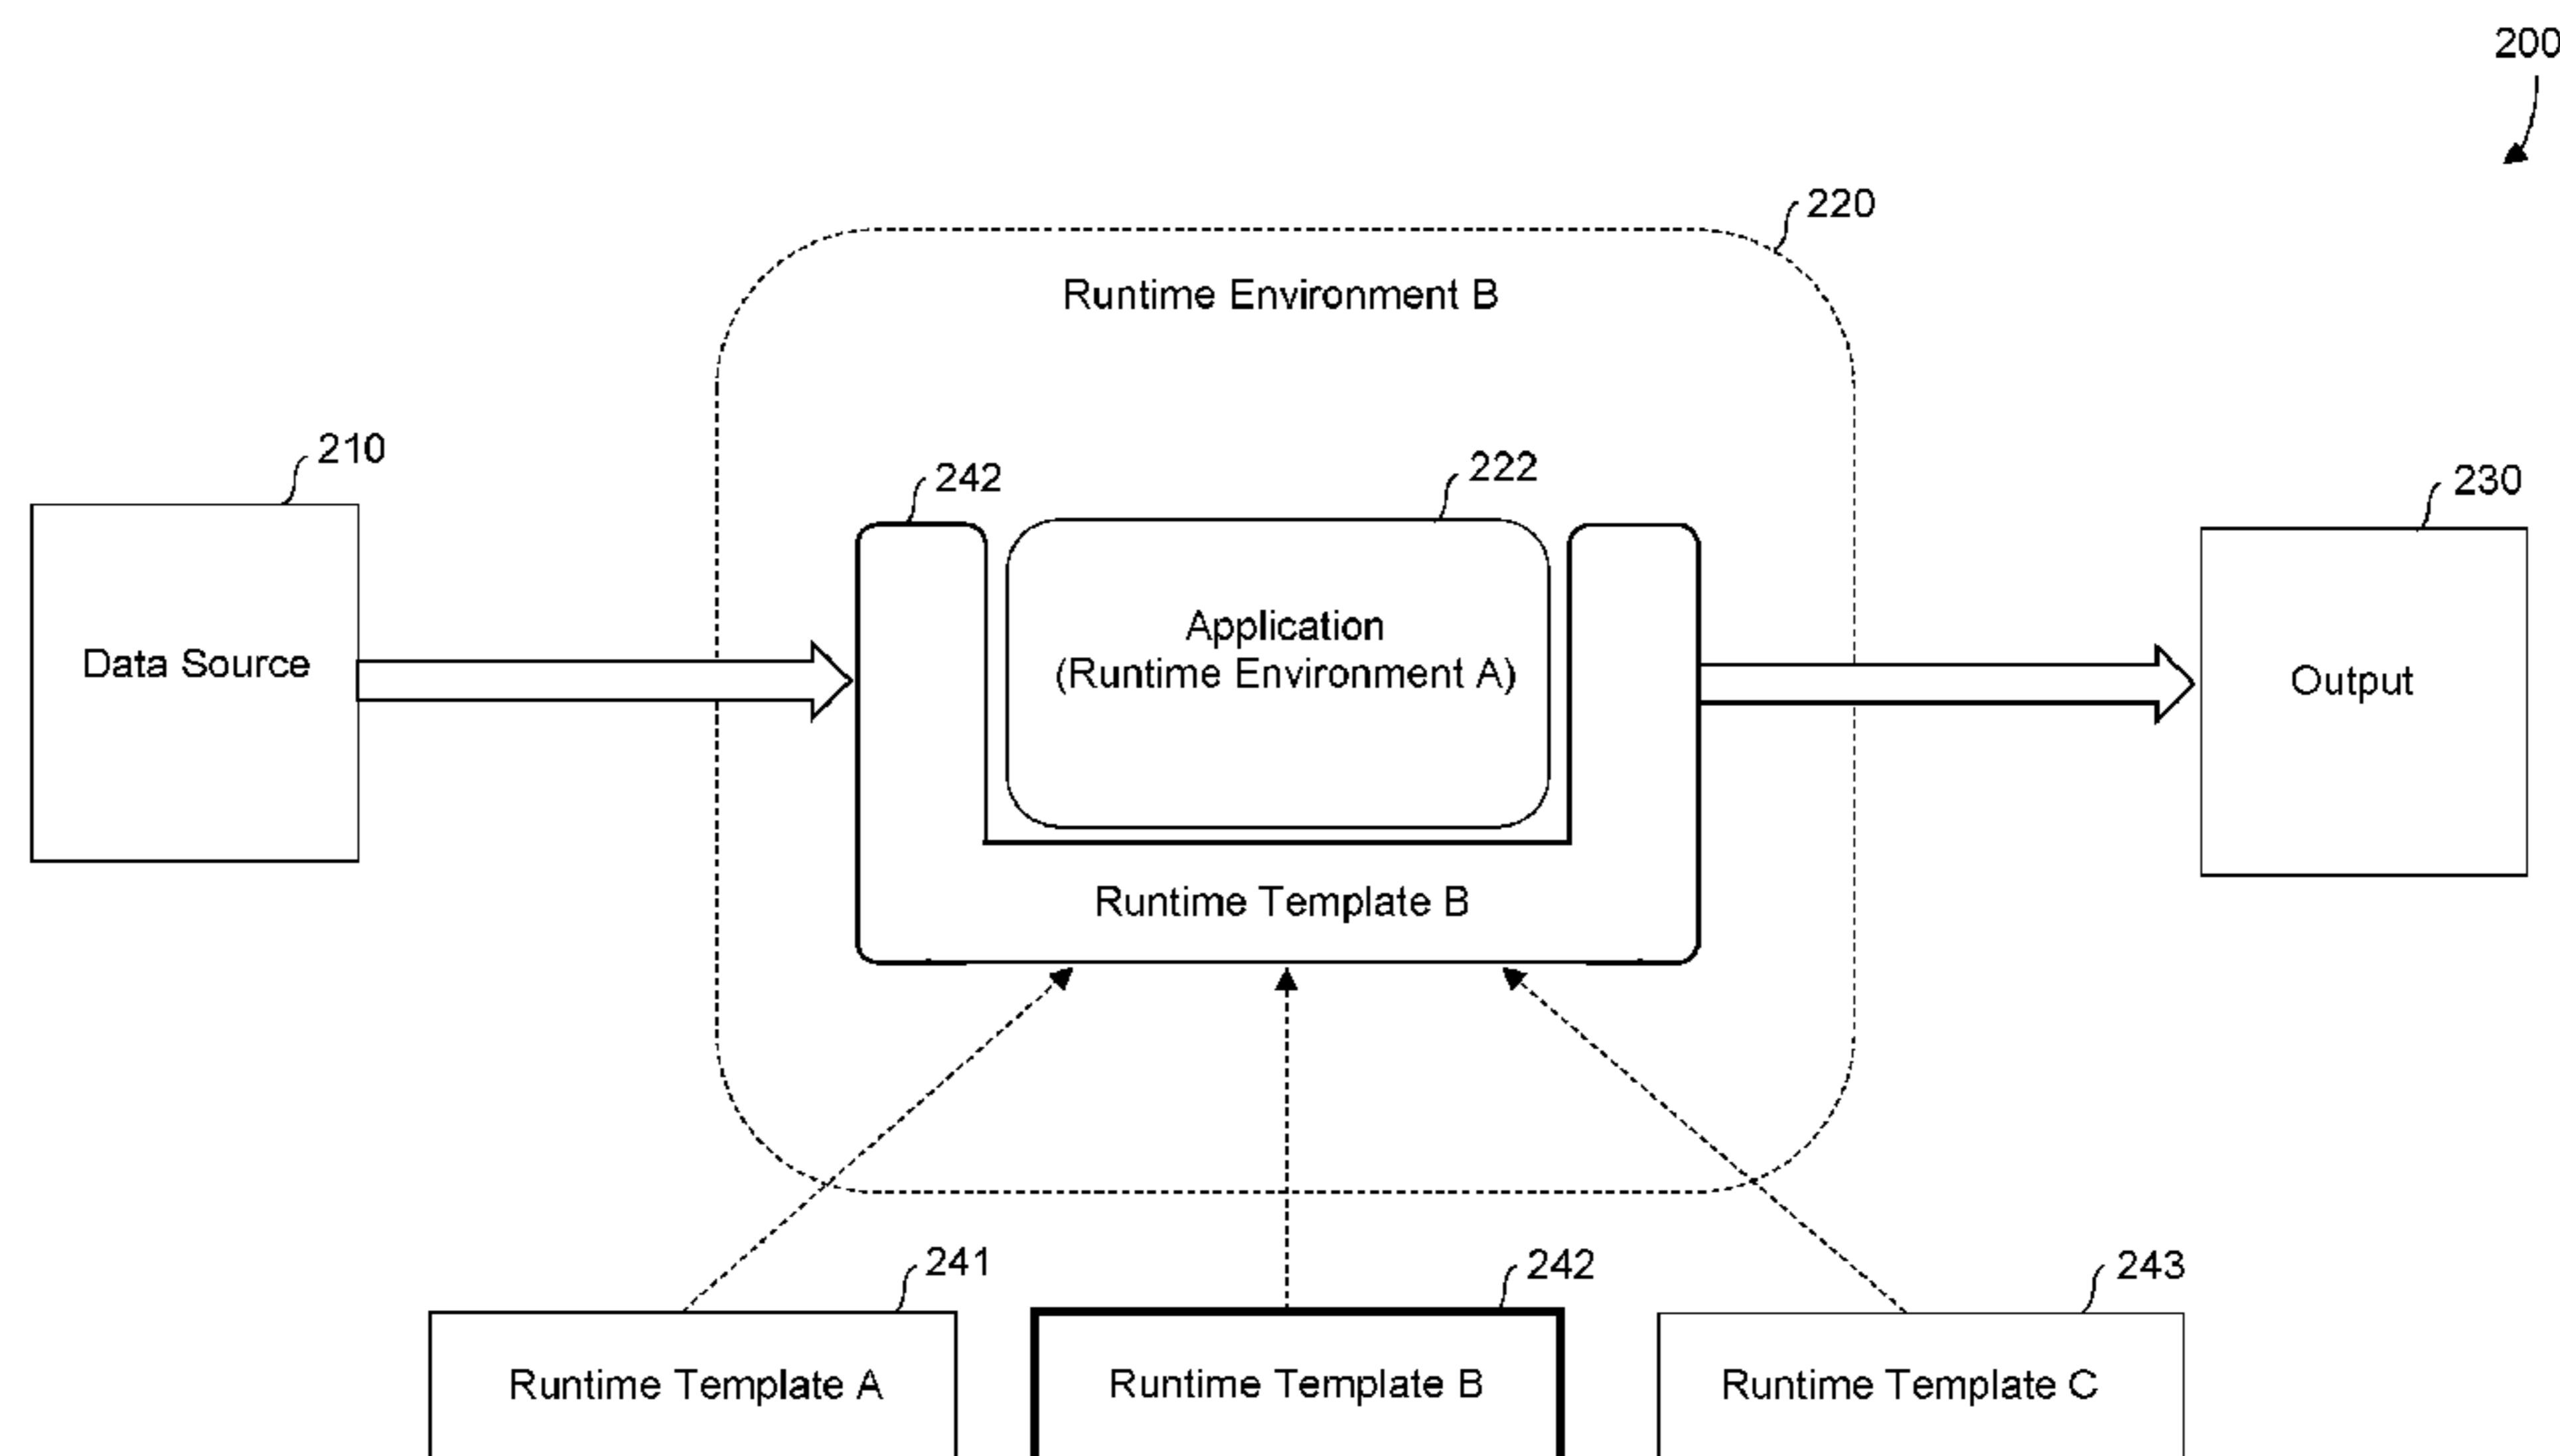 200
220
Runtime Environment B
210
242
222
230
Data Source
Application
(Runtime Environment A)
Output
Runtime Template B
241
242
243
Runtime Template A
Runtime Template B
Runtime Template C